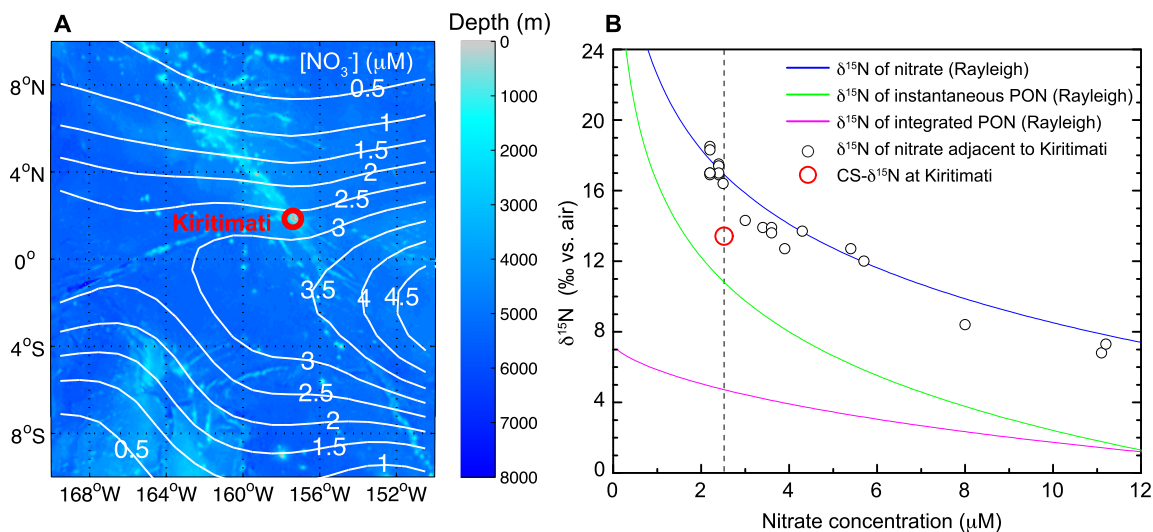 A
Depth (m)
B
[NO₃⁻] (μM)
0.5
1
1.5
2
2.5
3
Kiritimati
3.5
4
4.5
3
2.5
2
1.5
1
0.5
8°N
4°N
0°
4°S
8°S
168°W
164°W
160°W
156°W
152°W
0
1000
2000
3000
4000
5000
6000
7000
8000
δ¹⁵N of nitrate (Rayleigh)
δ¹⁵N of instantaneous PON (Rayleigh)
δ¹⁵N of integrated PON (Rayleigh)
δ¹⁵N of nitrate adjacent to Kiritimati
CS-δ¹⁵N at Kiritimati
δ¹⁵N (‰ vs. air)
24
20
16
12
8
4
0
0
2
4
6
8
10
12
Nitrate concentration (μM)